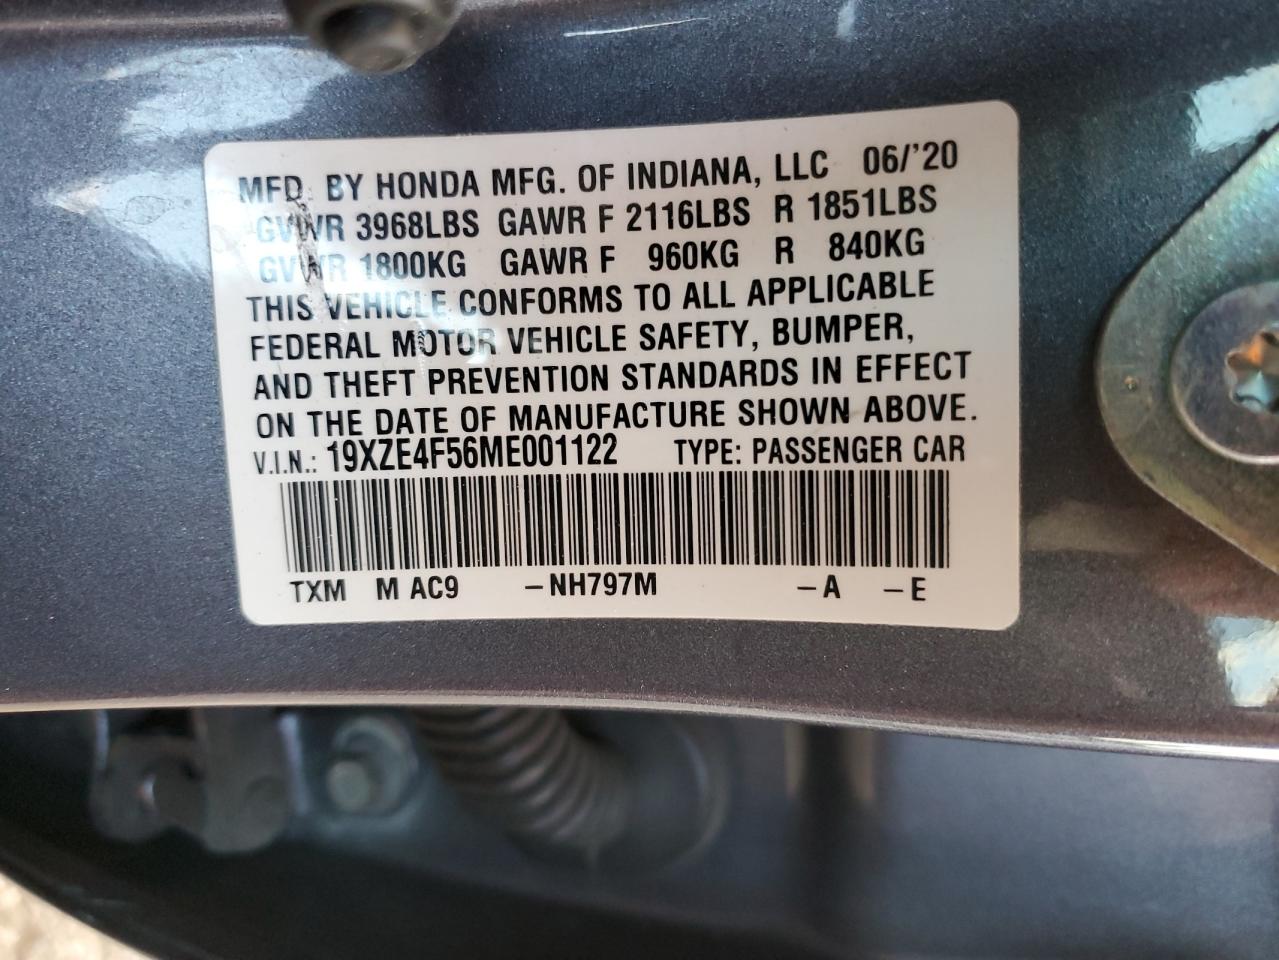 MFD. BY HONDA MFG. OF INDIANA, LLC 06/'20
GVWR 3968LBS GAWR F 2116LBS R 1851LBS
GVWR 1800KG GAWR F 960KG R 840KG
THIS VEHICLE CONFORMS TO ALL APPLICABLE
FEDERAL MOTOR VEHICLE SAFETY, BUMPER,
AND THEFT PREVENTION STANDARDS IN EFFECT
ON THE DATE OF MANUFACTURE SHOWN ABOVE.
V.I.N.: 19XZE4F56ME001122 TYPE: PASSENGER CAR
TXM M AC9 -NH797M -A -E